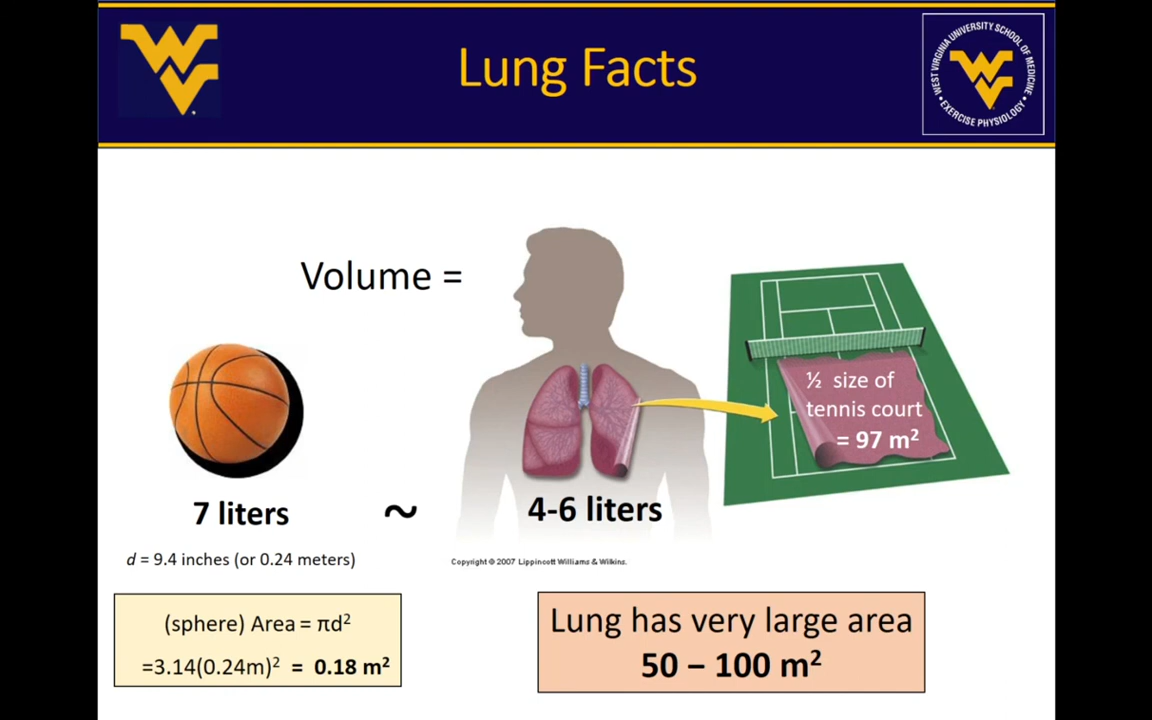 WV
Lung Facts
WEST VIRGINIA UNIVERSITY SCHOOL OF MEDICINE
• EXERCISE PHYSIOLOGY •
WV
Volume =
½ size of
tennis court
= 97 m²
7 liters
~
4-6 liters
d = 9.4 inches (or 0.24 meters)
Copyright © 2007 Lippincott Williams & Wilkins.
(sphere) Area = πd²
=3.14(0.24m)² = 0.18 m²
Lung has very large area
50 – 100 m²